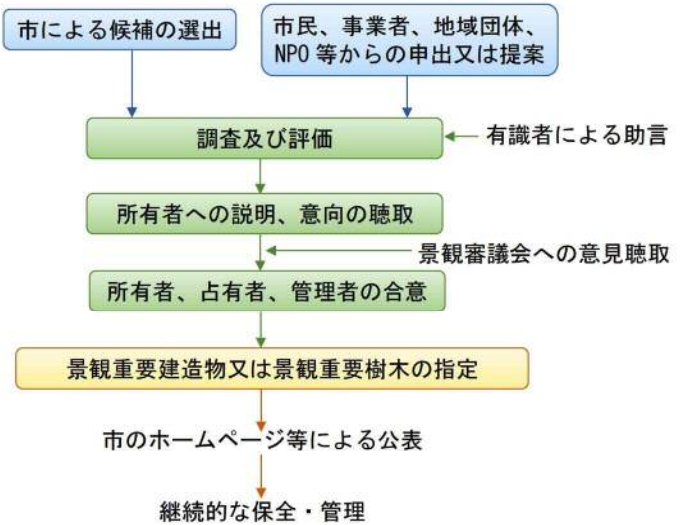 市による候補の選出
市民、事業者、地域団体、
NPO 等からの申出又は提案
調査及び評価
有識者による助言
所有者への説明、意向の聴取
景観審議会への意見聴取
所有者、占有者、管理者の合意
景観重要建造物又は景観重要樹木の指定
市のホームページ等による公表
継続的な保全・管理